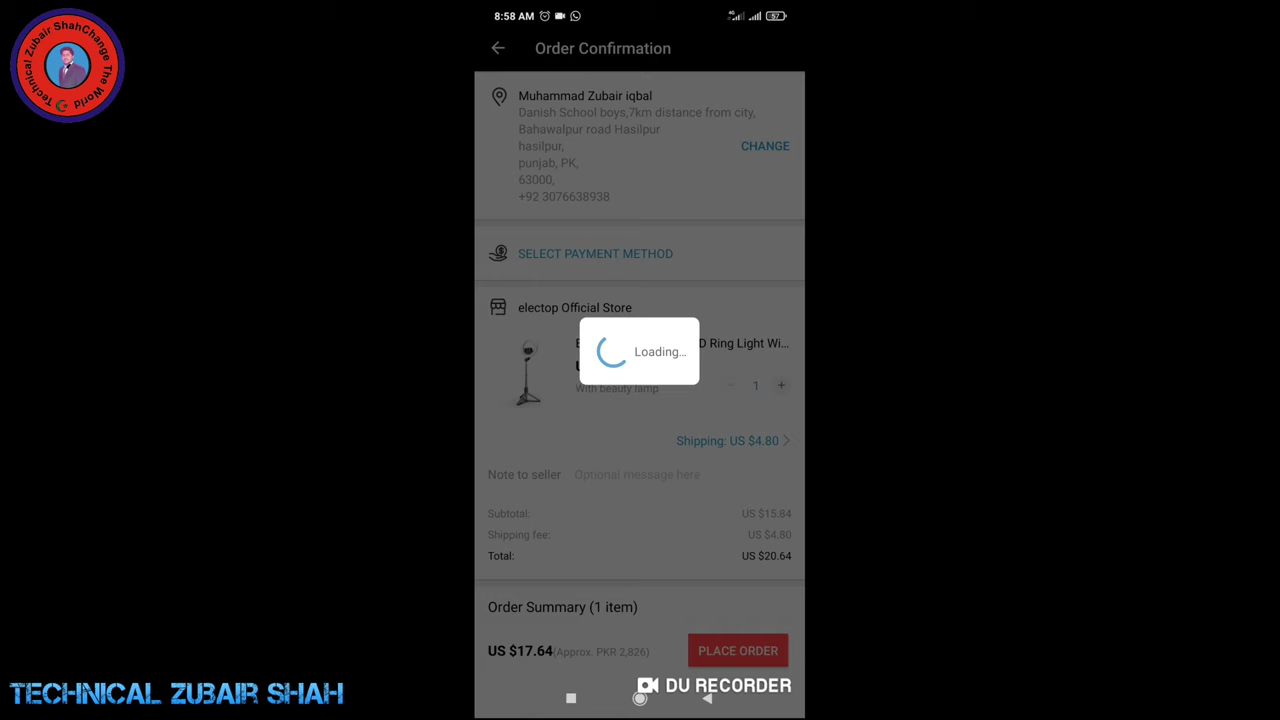 Technical Zubair Shah Change The World
8:58 AM
4G
57
Order Confirmation
Muhammad Zubair iqbal
Danish School boys,7km distance from city,
Bahawalpur road Hasilpur
hasilpur,
CHANGE
punjab, PK,
63000,
+92 3076638938
SELECT PAYMENT METHOD
electop Official Store
D Ring Light Wi...
Loading...
With beauty lamp
− 1 +
Shipping: US $4.80
Note to seller Optional message here
Subtotal: US $15.84
Shipping fee: US $4.80
Total: US $20.64
Order Summary (1 item)
US $17.64(Approx. PKR 2,826)
PLACE ORDER
DU RECORDER
TECHNICAL ZUBAIR SHAH